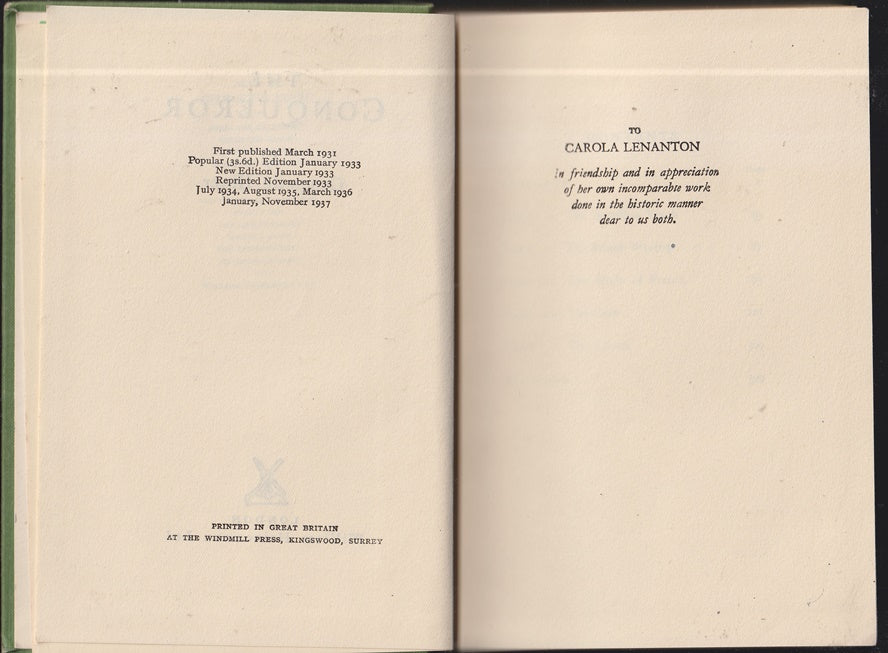 First published March 1931
Popular (3s.6d.) Edition January 1933
New Edition January 1933
Reprinted November 1933
July 1934, August 1935, March 1936
January, November 1937
PRINTED IN GREAT BRITAIN
AT THE WINDMILL PRESS, KINGSWOOD, SURREY
TO
CAROLA LENANTON
In friendship and in appreciation
of her own incomparable work
done in the historic manner
dear to us both.